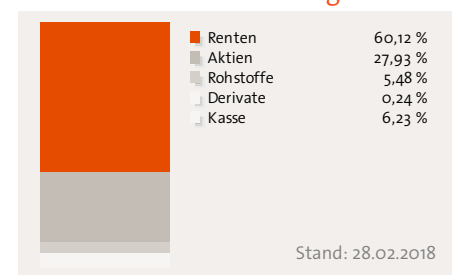 Renten 60,12 %
Aktien 27,93 %
Rohstoffe 5,48 %
Derivate 0,24 %
Kasse 6,23 %
Stand: 28.02.2018